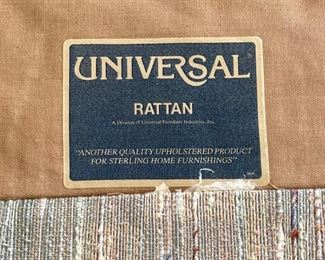 UNIVERSAL
RATTAN
A Division of Universal Furniture Industries, Inc.
"ANOTHER QUALITY UPHOLSTERED PRODUCT
FOR STERLING HOME FURNISHINGS"